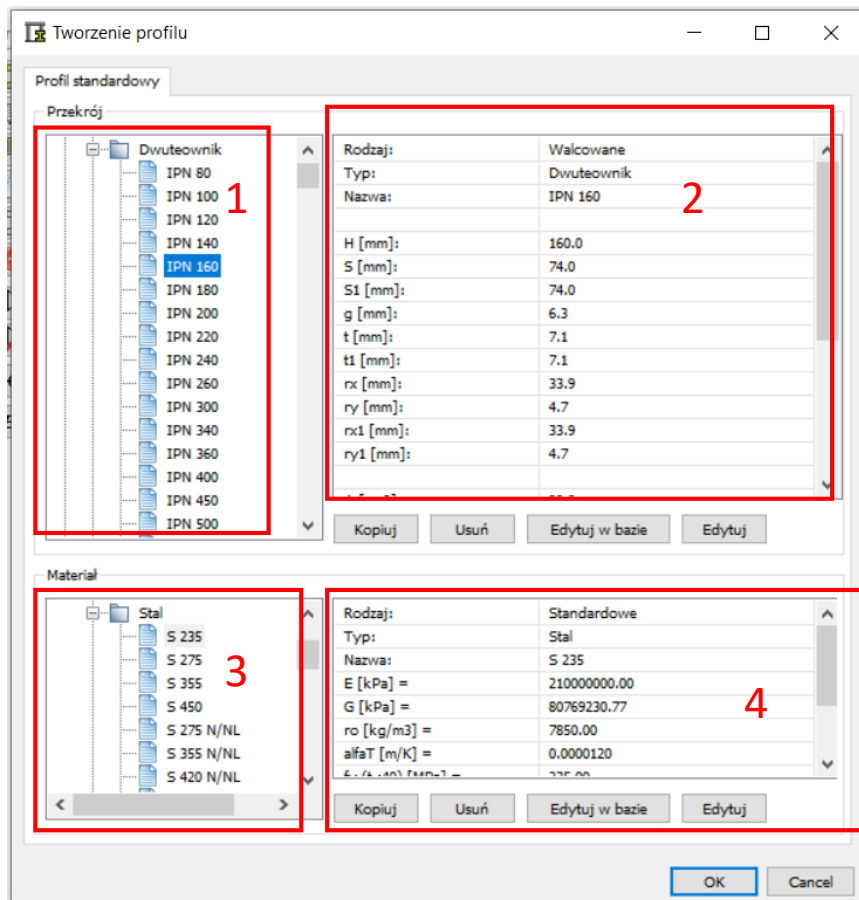 Tworzenie profilu
Profil standardowy
Przekrój
Dwuteownik
IPN 80
IPN 100
IPN 120
IPN 140
IPN 160
IPN 180
IPN 200
IPN 220
IPN 240
IPN 260
IPN 300
IPN 340
IPN 360
IPN 400
IPN 450
IPN 500
1
Rodzaj: Walcowane
Typ: Dwuteownik
Nazwa: IPN 160
H [mm]: 160.0
S [mm]: 74.0
S1 [mm]: 74.0
g [mm]: 6.3
t [mm]: 7.1
t1 [mm]: 7.1
rx [mm]: 33.9
ry [mm]: 4.7
rx1 [mm]: 33.9
ry1 [mm]: 4.7
2
Kopiuj Usuń Edytuj w bazie Edytuj
Materiał
Stal
S 235
S 275
S 355
S 450
S 275 N/NL
S 355 N/NL
S 420 N/NL
3
Rodzaj: Standardowe
Typ: Stal
Nazwa: S 235
E [kPa] = 210000000.00
G [kPa] = 80769230.77
ro [kg/m3] = 7850.00
alfaT [m/K] = 0.0000120
4
Kopiuj Usuń Edytuj w bazie Edytuj
OK Cancel